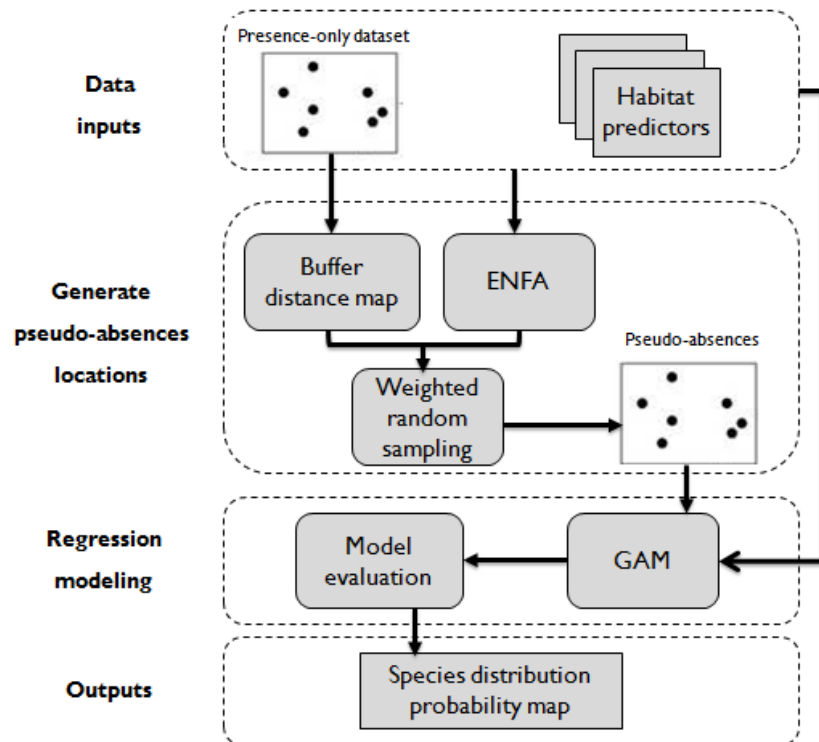 Presence-only dataset
Data
inputs
Habitat
predictors
Generate
pseudo-absences
locations
Buffer
distance map
ENFA
Weighted
random
sampling
Pseudo-absences
Regression
modeling
Model
evaluation
GAM
Outputs
Species distribution
probability map